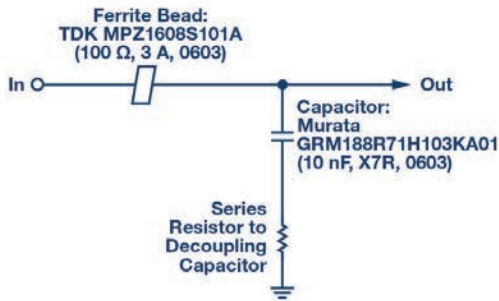 Ferrite Bead:
TDK MPZ1608S101A
(100 Ω, 3 A, 0603)
In
Out
Capacitor:
Murata
GRM188R71H103KA01
(10 nF, X7R, 0603)
Series
Resistor to
Decoupling
Capacitor